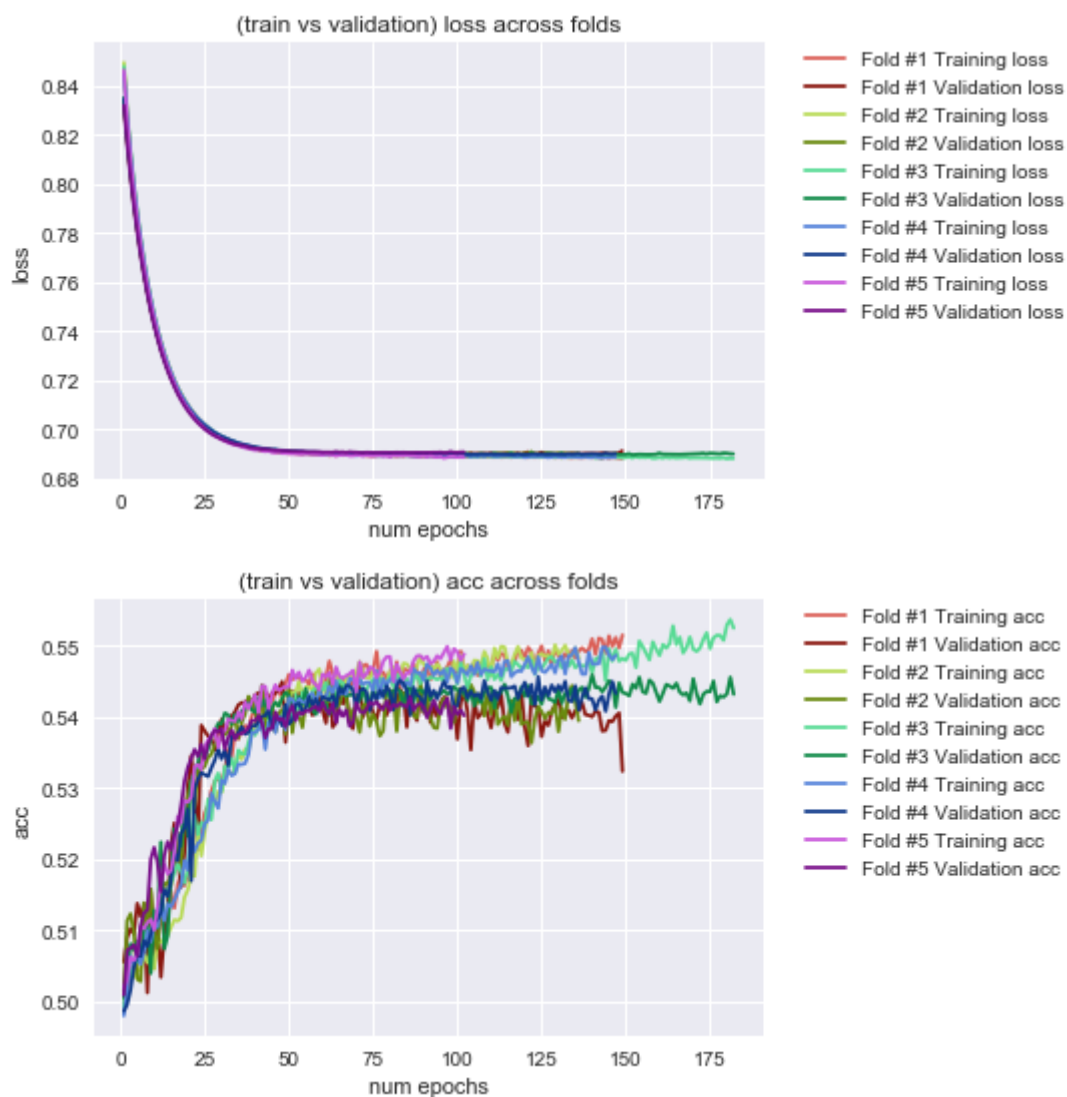 (train vs validation) loss across folds
0.84
0.82
0.80
0.78
0.76
0.74
0.72
0.70
0.68
loss
0 25 50 75 100 125 150 175
num epochs
Fold #1 Training loss
Fold #1 Validation loss
Fold #2 Training loss
Fold #2 Validation loss
Fold #3 Training loss
Fold #3 Validation loss
Fold #4 Training loss
Fold #4 Validation loss
Fold #5 Training loss
Fold #5 Validation loss
(train vs validation) acc across folds
0.55
0.54
0.53
0.52
0.51
0.50
acc
0 25 50 75 100 125 150 175
num epochs
Fold #1 Training acc
Fold #1 Validation acc
Fold #2 Training acc
Fold #2 Validation acc
Fold #3 Training acc
Fold #3 Validation acc
Fold #4 Training acc
Fold #4 Validation acc
Fold #5 Training acc
Fold #5 Validation acc